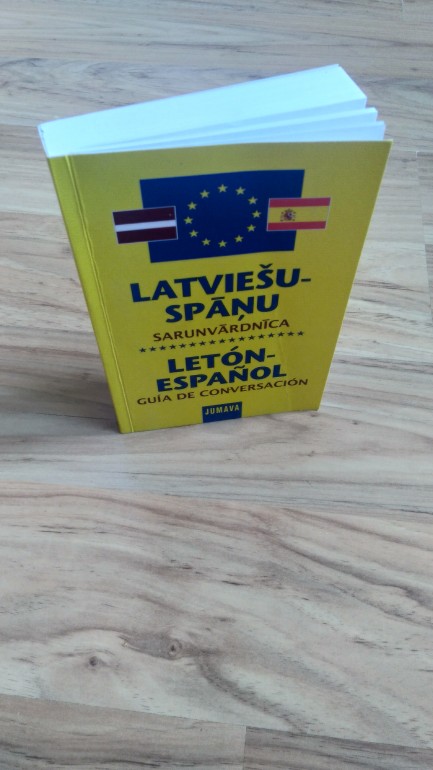 LATVIEŠU-
SPĀŅU
SARUNVĀRDNĪCA
LETÓN-
ESPAÑOL
GUÍA DE CONVERSACIÓN
JUMAVA